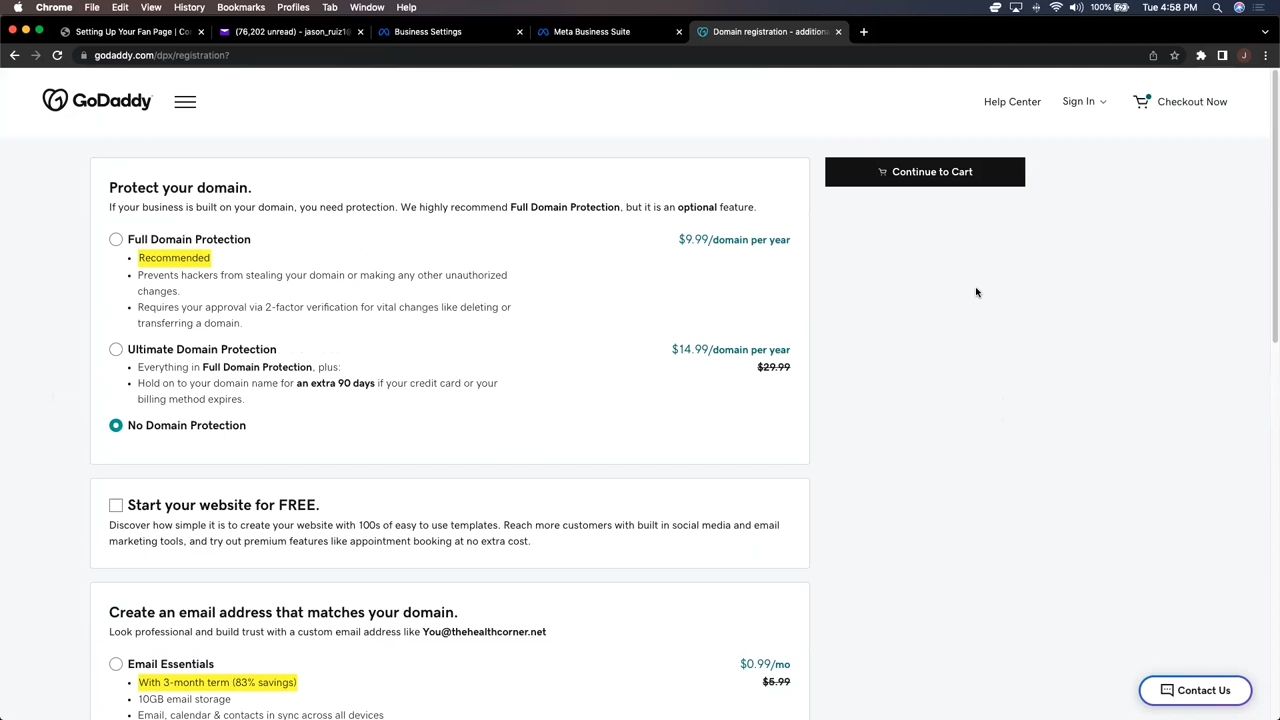 Chrome File Edit View History Bookmarks Profiles Tab Window Help 100% Tue 4:58 PM
Setting Up Your Fan Page | Co (76,202 unread) - jason_ruiz1@ Business Settings Meta Business Suite Domain registration - addition
godaddy.com/dpx/registration? J
GoDaddy Help Center Sign In Checkout Now
Continue to Cart
Protect your domain.
If your business is built on your domain, you need protection. We highly recommend Full Domain Protection, but it is an optional feature.
Full Domain Protection $9.99/domain per year
• Recommended
• Prevents hackers from stealing your domain or making any other unauthorized
changes.
• Requires your approval via 2-factor verification for vital changes like deleting or
transferring a domain.
Ultimate Domain Protection $14.99/domain per year
• Everything in Full Domain Protection, plus: $29.99
• Hold on to your domain name for an extra 90 days if your credit card or your
billing method expires.
No Domain Protection
Start your website for FREE.
Discover how simple it is to create your website with 100s of easy to use templates. Reach more customers with built in social media and email
marketing tools, and try out premium features like appointment booking at no extra cost.
Create an email address that matches your domain.
Look professional and build trust with a custom email address like You@thehealthcorner.net
Email Essentials $0.99/mo
• With 3-month term (83% savings) $5.99
• 10GB email storage
• Email, calendar & contacts in sync across all devices
Contact Us